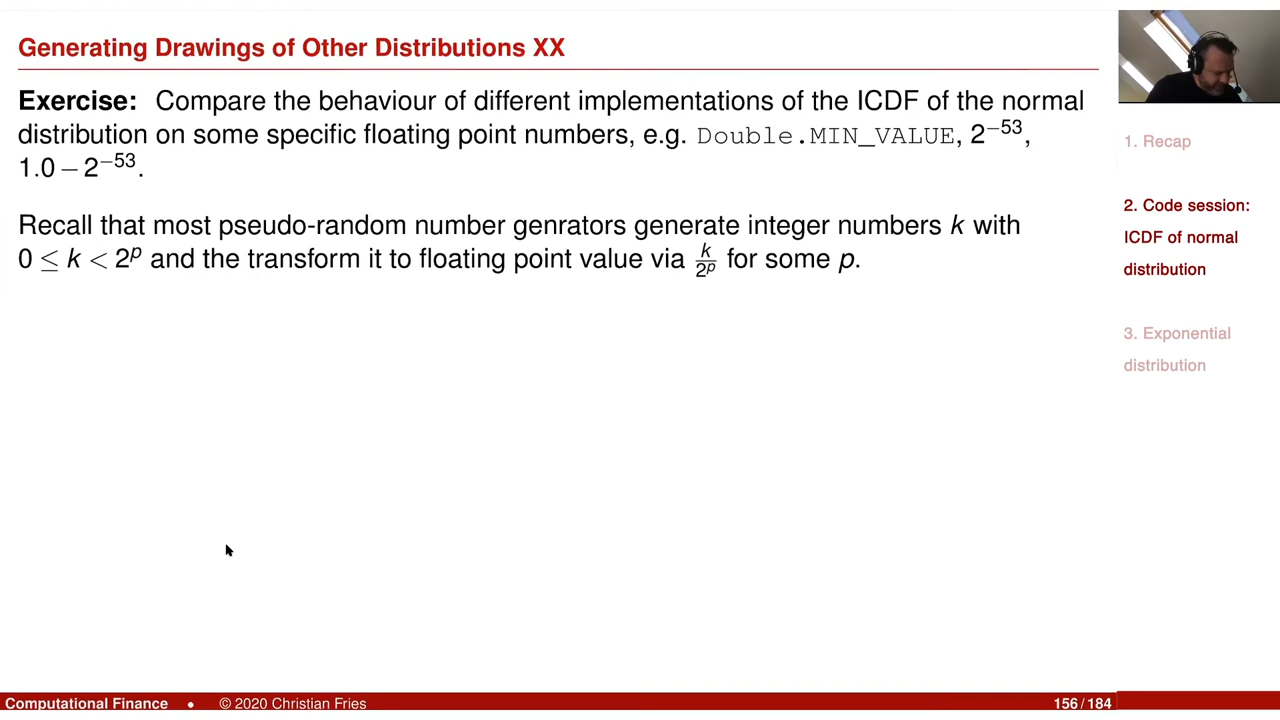 Generating Drawings of Other Distributions XX
Exercise: Compare the behaviour of different implementations of the ICDF of the normal
distribution on some specific floating point numbers, e.g. Double.MIN_VALUE, 2⁻⁵³,
1.0 − 2⁻⁵³.
Recall that most pseudo-random number genrators generate integer numbers k with
0 ≤ k < 2ᵖ and the transform it to floating point value via k/2ᵖ for some p.
1. Recap
2. Code session:
ICDF of normal
distribution
3. Exponential
distribution
Computational Finance • © 2020 Christian Fries 156/184